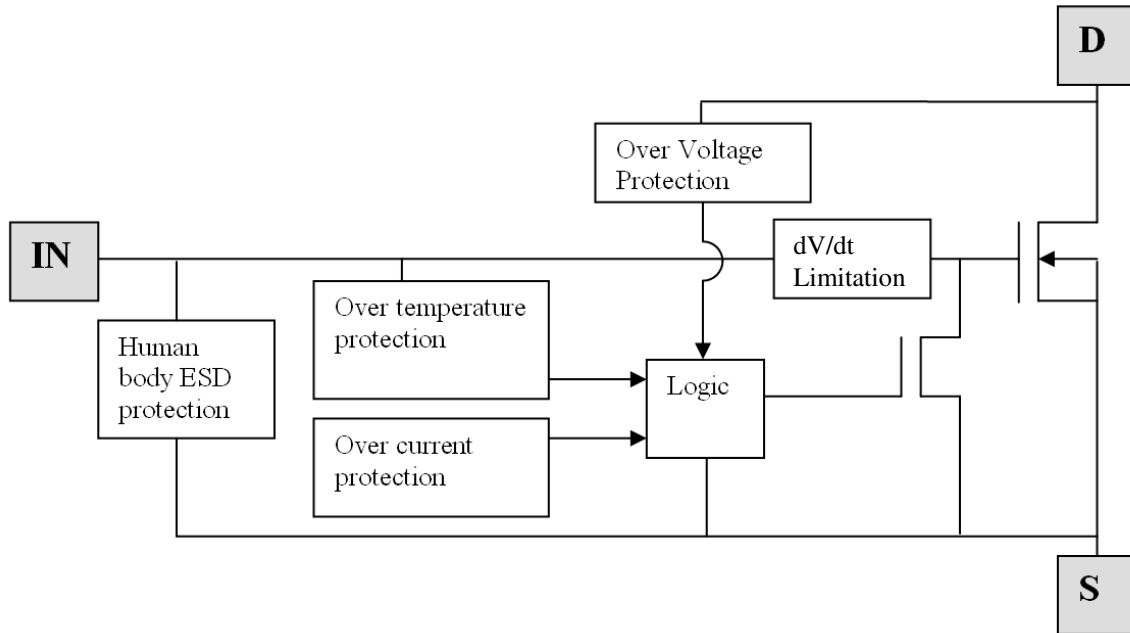 D
Over Voltage
Protection
IN
dV/dt
Limitation
Over temperature
protection
Human
body ESD
protection
Logic
Over current
protection
S